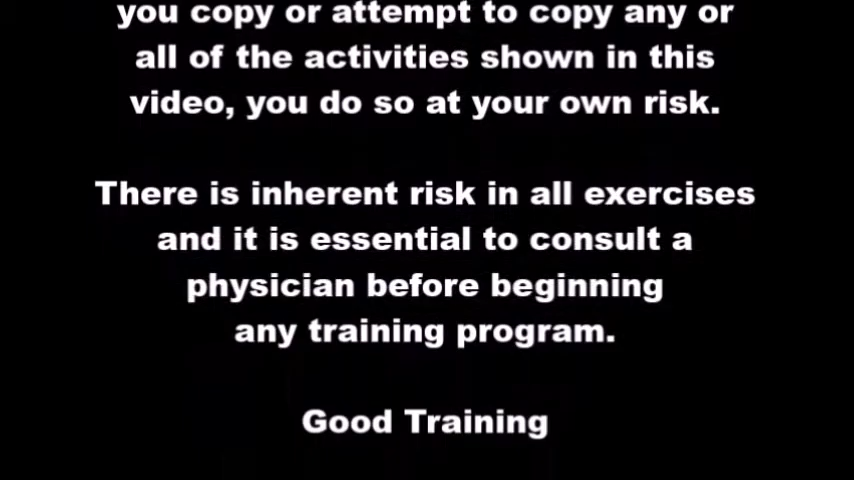 you copy or attempt to copy any or
all of the activities shown in this
video, you do so at your own risk.
There is inherent risk in all exercises
and it is essential to consult a
physician before beginning
any training program.
Good Training